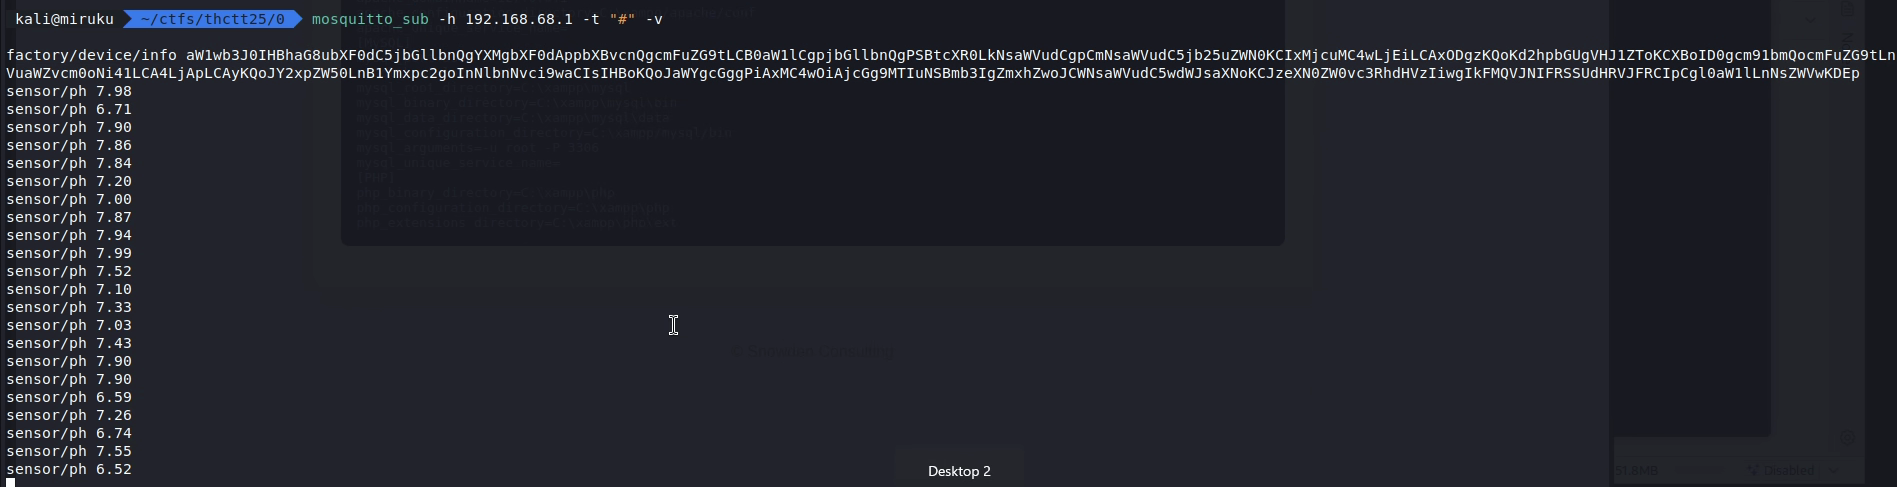 kali@miruku ~/ctfs/thctt25/0 mosquitto_sub -h 192.168.68.1 -t "#" -v
factory/device/info aW1wb3J0IHBhaG8ubXF0dC5jbGllbnQgYXMgbXF0dAppbXBvcnQgcmFuZG9tLCB0aW1lCgpjbGllbnQgPSBtcXR0LkNsaWVudCgpCmNsaWVudC5jb25uZWN0KCIxMjcuMC4wLjEiLCAxODgzKQoKd2hpbGUgVHJ1ZToKCXBoID0gcm91bmQocmFuZG9tLn
VuaWZvcm0oNi41LCA4LjApLCAyKQoJY2xpZW50LnB1Ymxpc2goInNlbnNvci9waCIsIHBoKQoJaWYgcGggPiAxMC4wOiAjcGg9MTIuNSBmb3IgZmxhZwoJCWNsaWVudC5wdWJsaXNoKCJzeXN0ZW0vc3RhdHVzIiwgIkFMQVJNIFRSSUdHRVJFRCIpCgl0aW1lLnNsZWVwKDEp
sensor/ph 7.98
sensor/ph 6.71
sensor/ph 7.90
sensor/ph 7.86
sensor/ph 7.84
sensor/ph 7.20
sensor/ph 7.00
sensor/ph 7.87
sensor/ph 7.94
sensor/ph 7.99
sensor/ph 7.52
sensor/ph 7.10
sensor/ph 7.33
sensor/ph 7.03
sensor/ph 7.43
sensor/ph 7.90
sensor/ph 7.90
sensor/ph 6.59
sensor/ph 7.26
sensor/ph 6.74
sensor/ph 7.55
sensor/ph 6.52
Desktop 2
Disabled